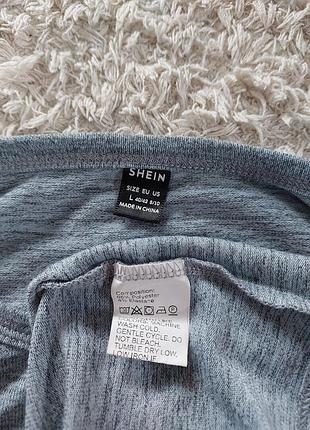 SHEIN
SIZE EU US
L 40/42 8/10
MADE IN CHINA
Composition:
Polyester
Elastane
MACHINE
WASH COLD.
GENTLE CYCLE. DO
NOT BLEACH.
TUMBLE DRY LOW.
LOW IRON IF